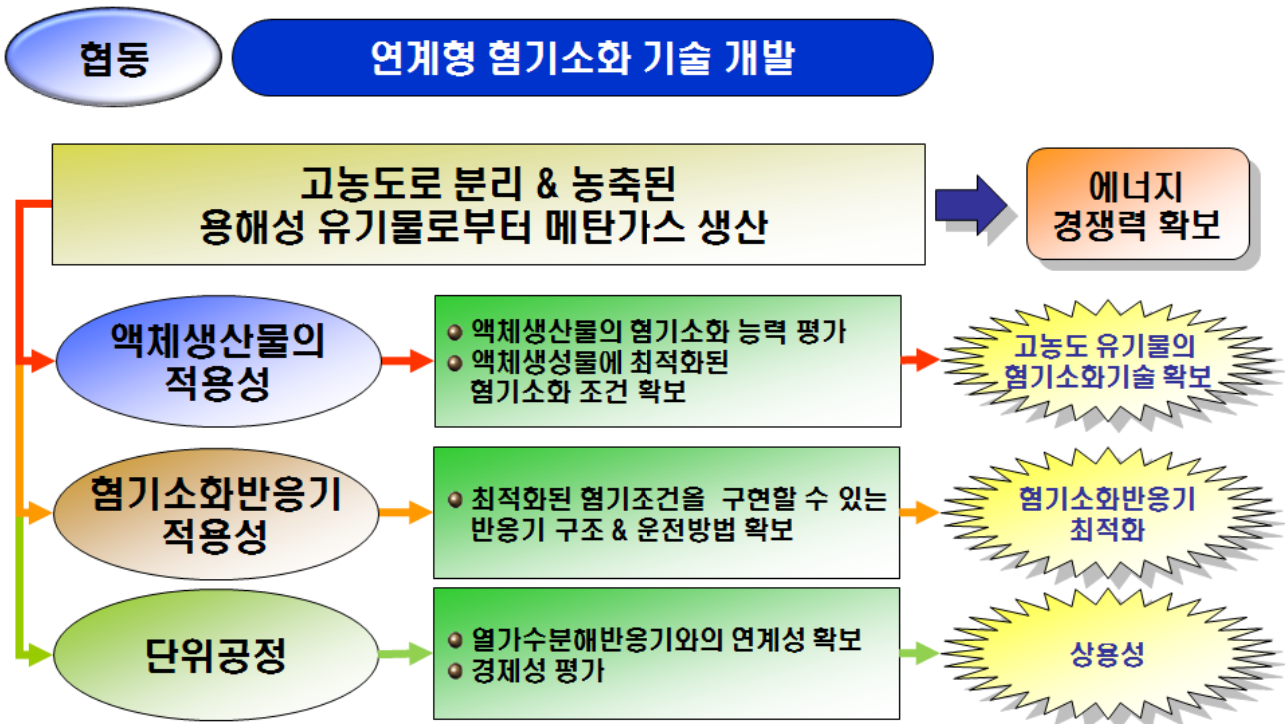 협동
연계형 혐기소화 기술 개발
고농도로 분리 & 농축된
용해성 유기물로부터 메탄가스 생산
에너지
경쟁력 확보
액체생산물의
적용성
액체생산물의 혐기소화 능력 평가
액체생성물에 최적화된
혐기소화 조건 확보
고농도 유기물의
혐기소화기술 확보
혐기소화반응기
적용성
최적화된 혐기조건을 구현할 수 있는
반응기 구조 & 운전방법 확보
혐기소화반응기
최적화
단위공정
열가수분해반응기와의 연계성 확보
경제성 평가
상용성